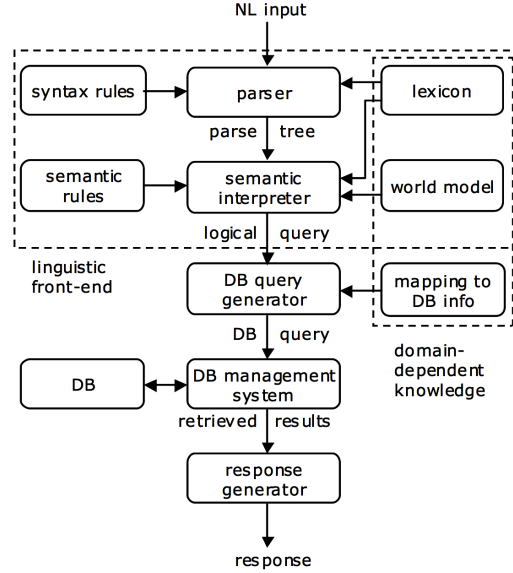 NL input
syntax rules
parser
lexicon
parse tree
semantic
rules
semantic
interpreter
world model
logical query
linguistic
front-end
DB query
generator
mapping to
DB info
DB query
domain-
dependent
knowledge
DB
DB management
system
retrieved results
response
generator
response